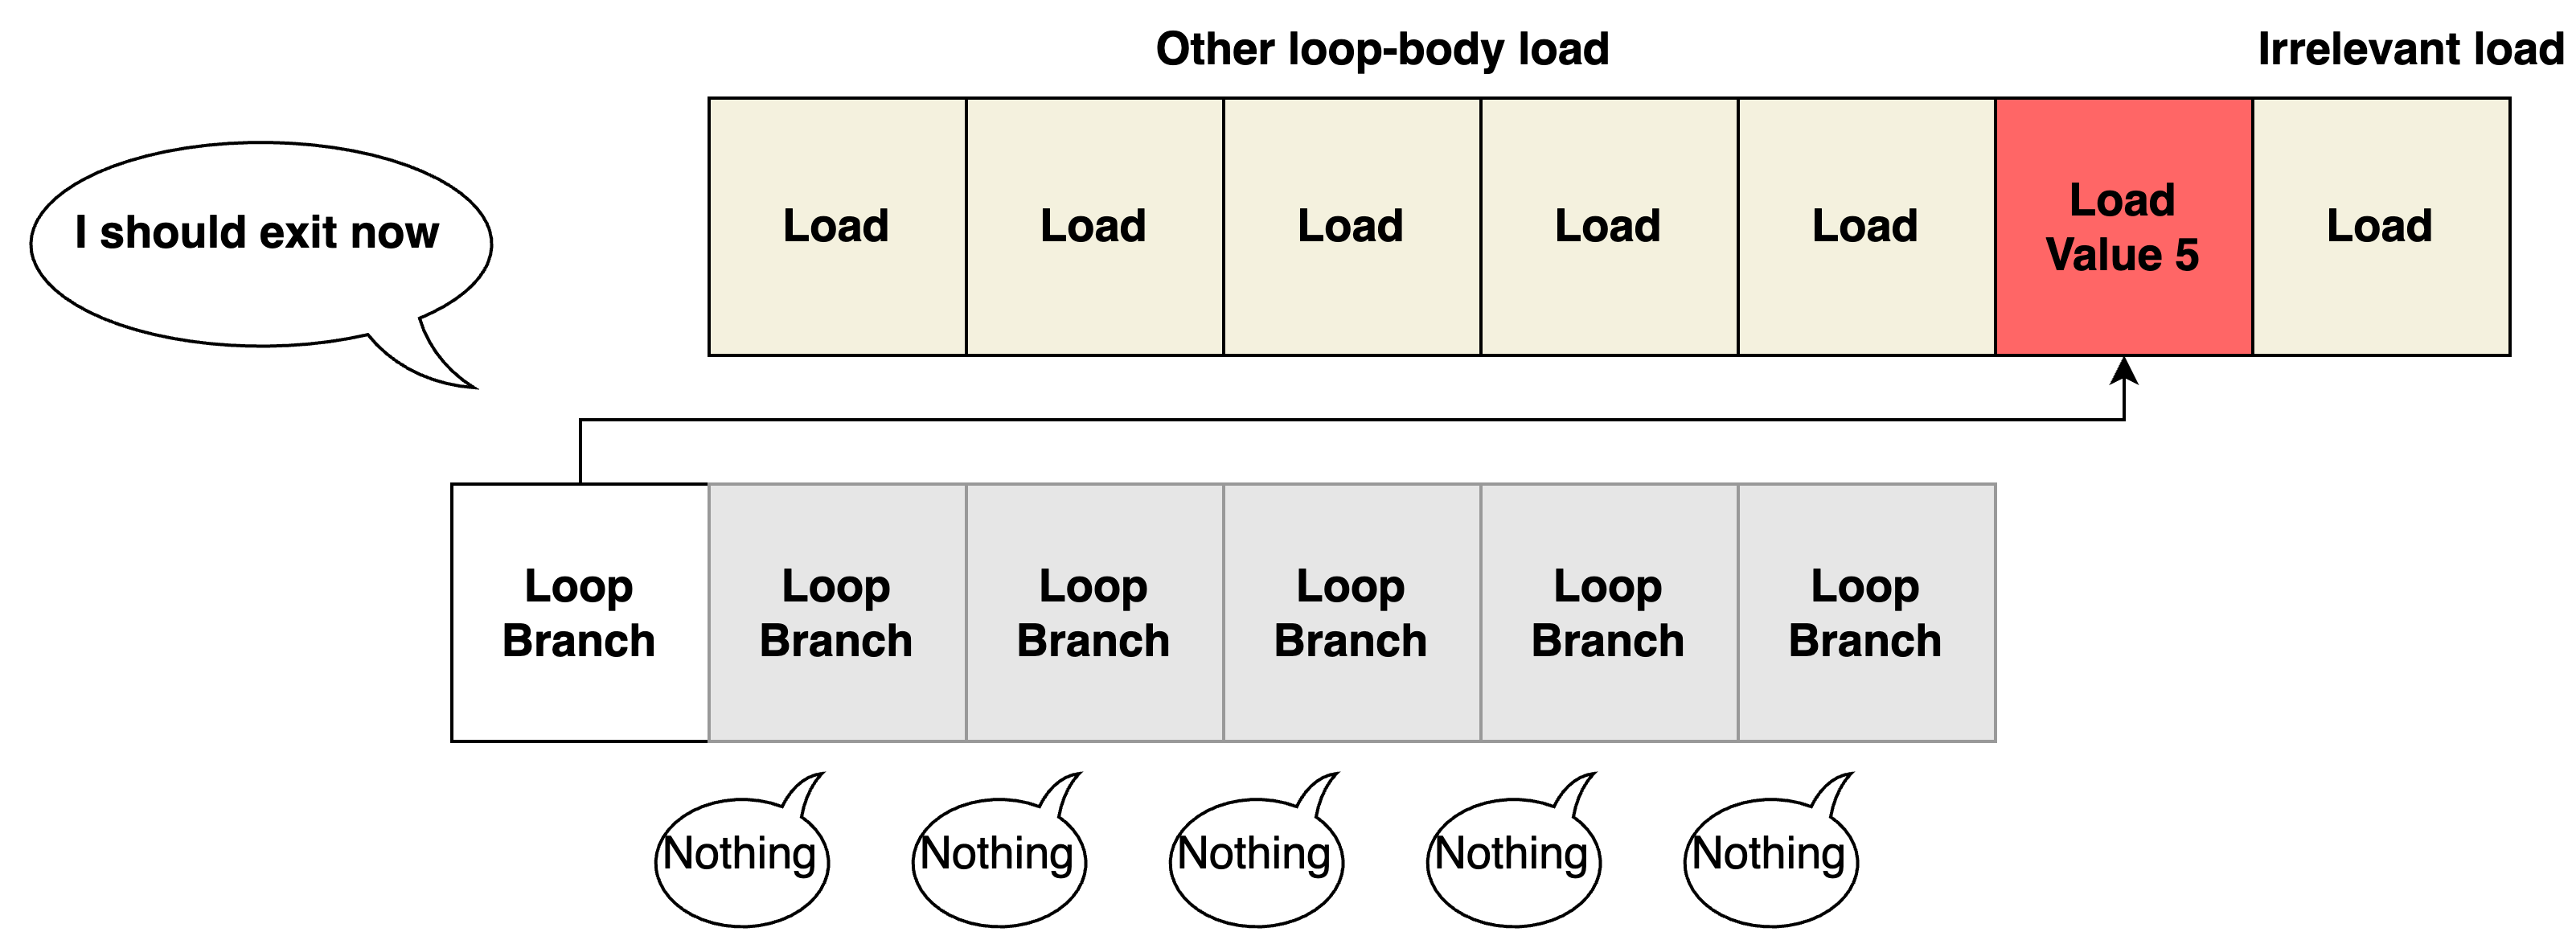 Other loop-body load
Irrelevant load
I should exit now
Load
Load
Load
Load
Load
Load
Value 5
Load
Loop
Branch
Loop
Branch
Loop
Branch
Loop
Branch
Loop
Branch
Loop
Branch
Nothing
Nothing
Nothing
Nothing
Nothing